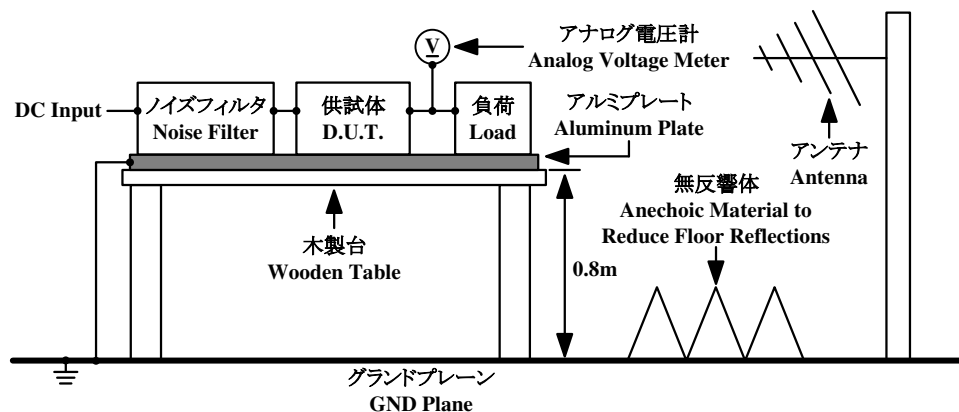 アナログ電圧計
Analog Voltage Meter
V
DC Input
ノイズフィルタ
Noise Filter
供試体
D.U.T.
負荷
Load
アルミプレート
Aluminum Plate
アンテナ
Antenna
無反響体
Anechoic Material to
Reduce Floor Reflections
木製台
Wooden Table
0.8m
グランドプレーン
GND Plane